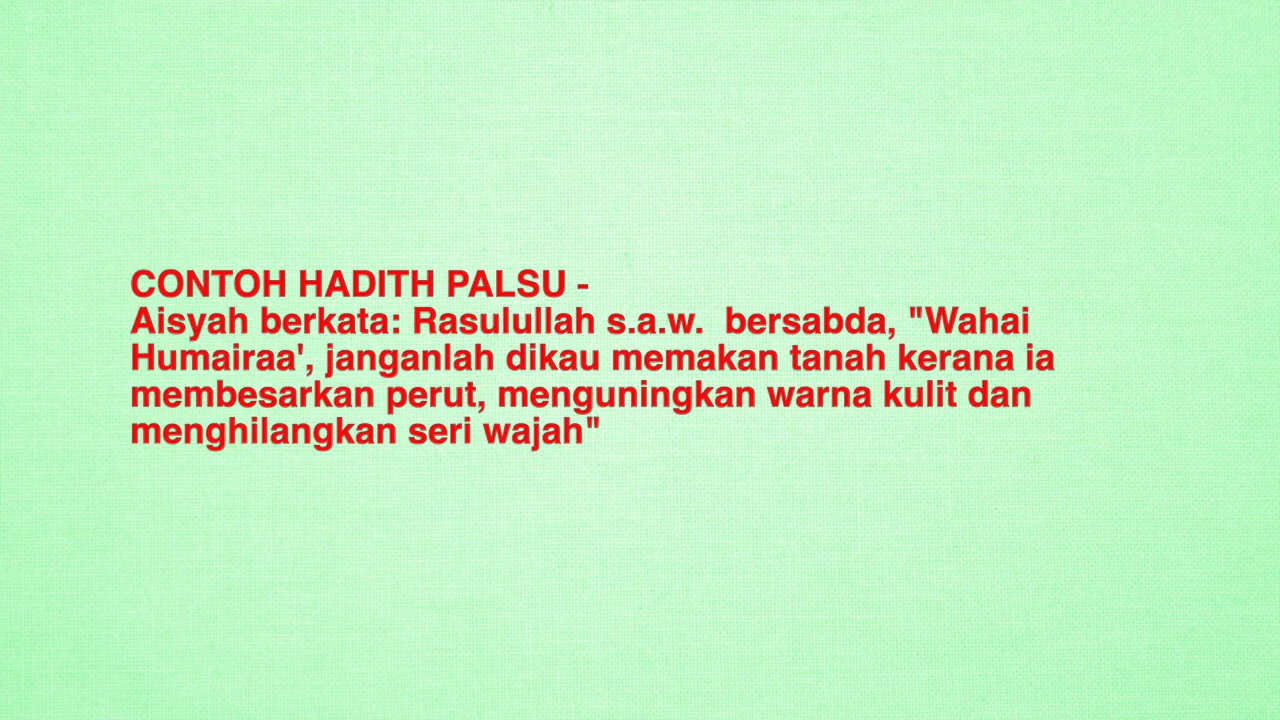 CONTOH HADITH PALSU -
Aisyah berkata: Rasulullah s.a.w.  bersabda, "Wahai
Humairaa', janganlah dikau memakan tanah kerana ia
membesarkan perut, menguningkan warna kulit dan
menghilangkan seri wajah"